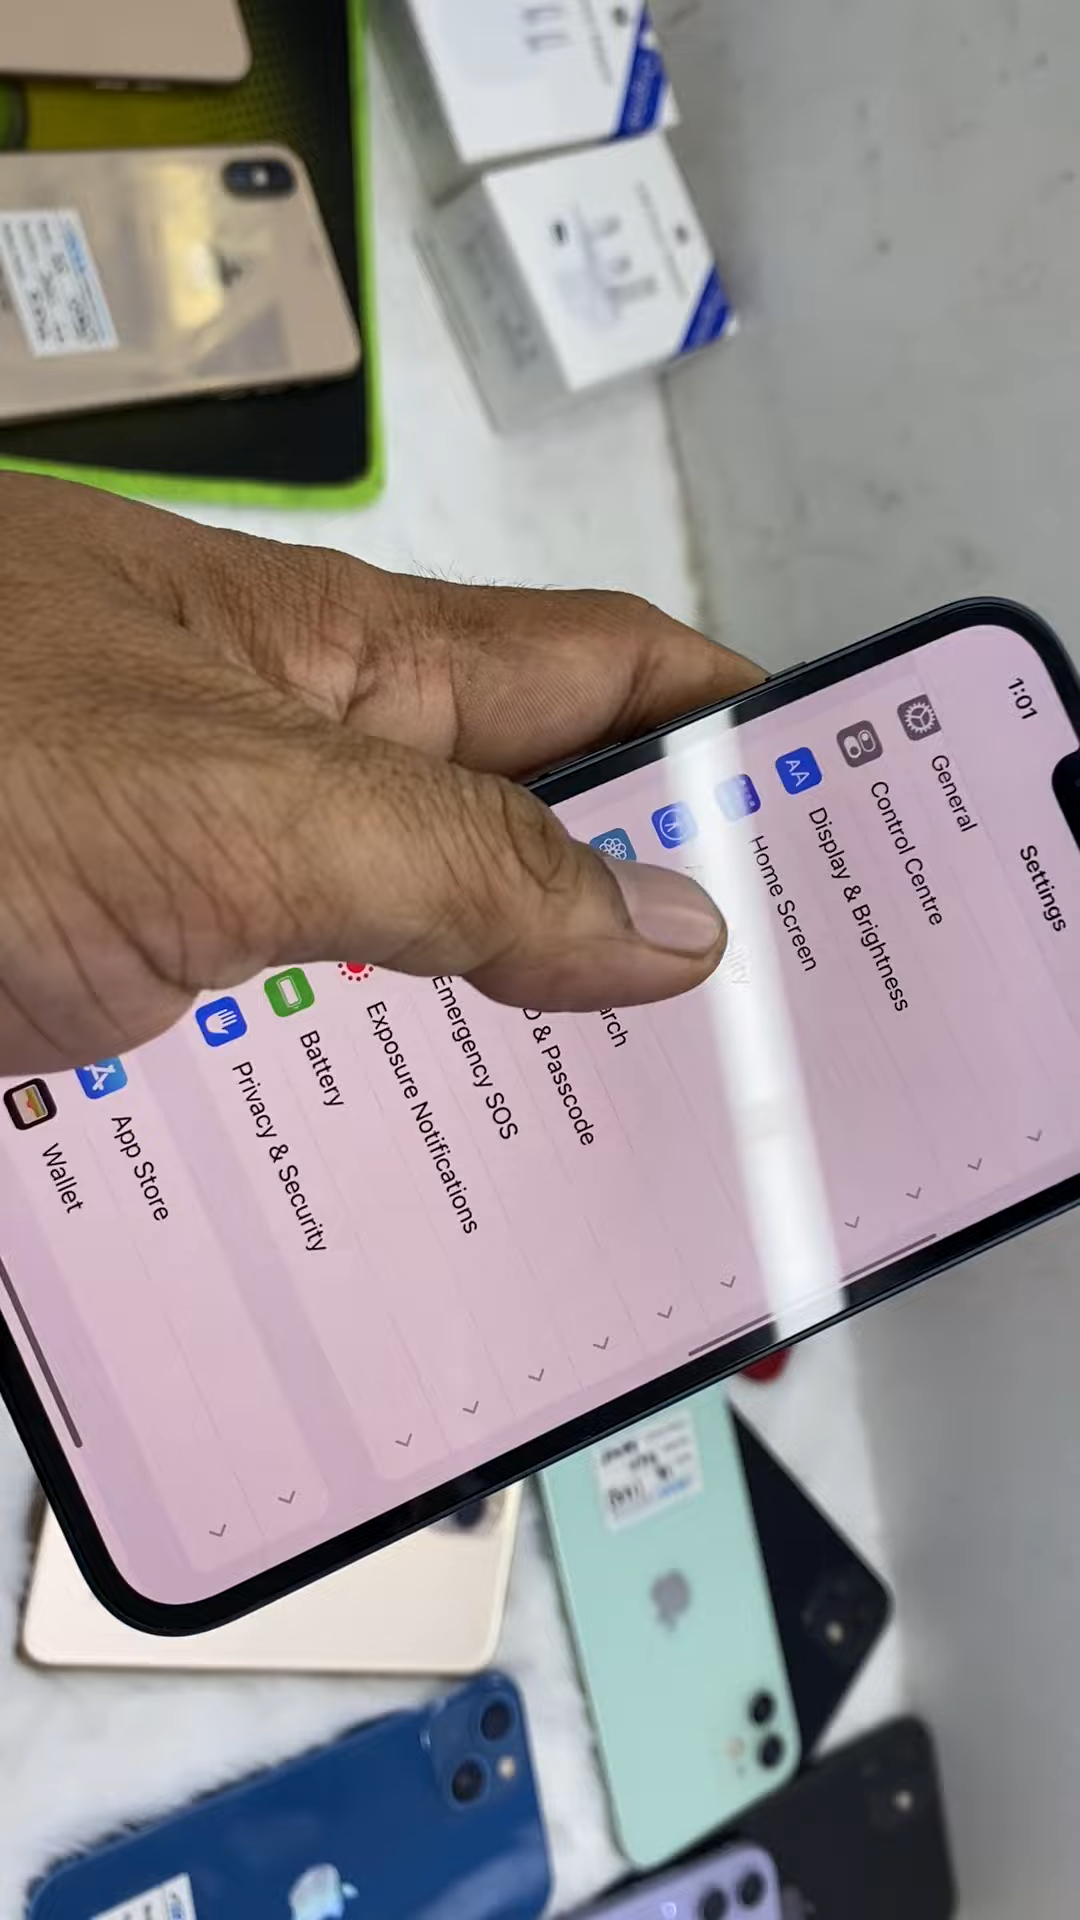 1:01
Settings
General
Control Centre
Display & Brightness
Home Screen
& Passcode
Emergency SOS
Exposure Notifications
Battery
Privacy & Security
App Store
Wallet